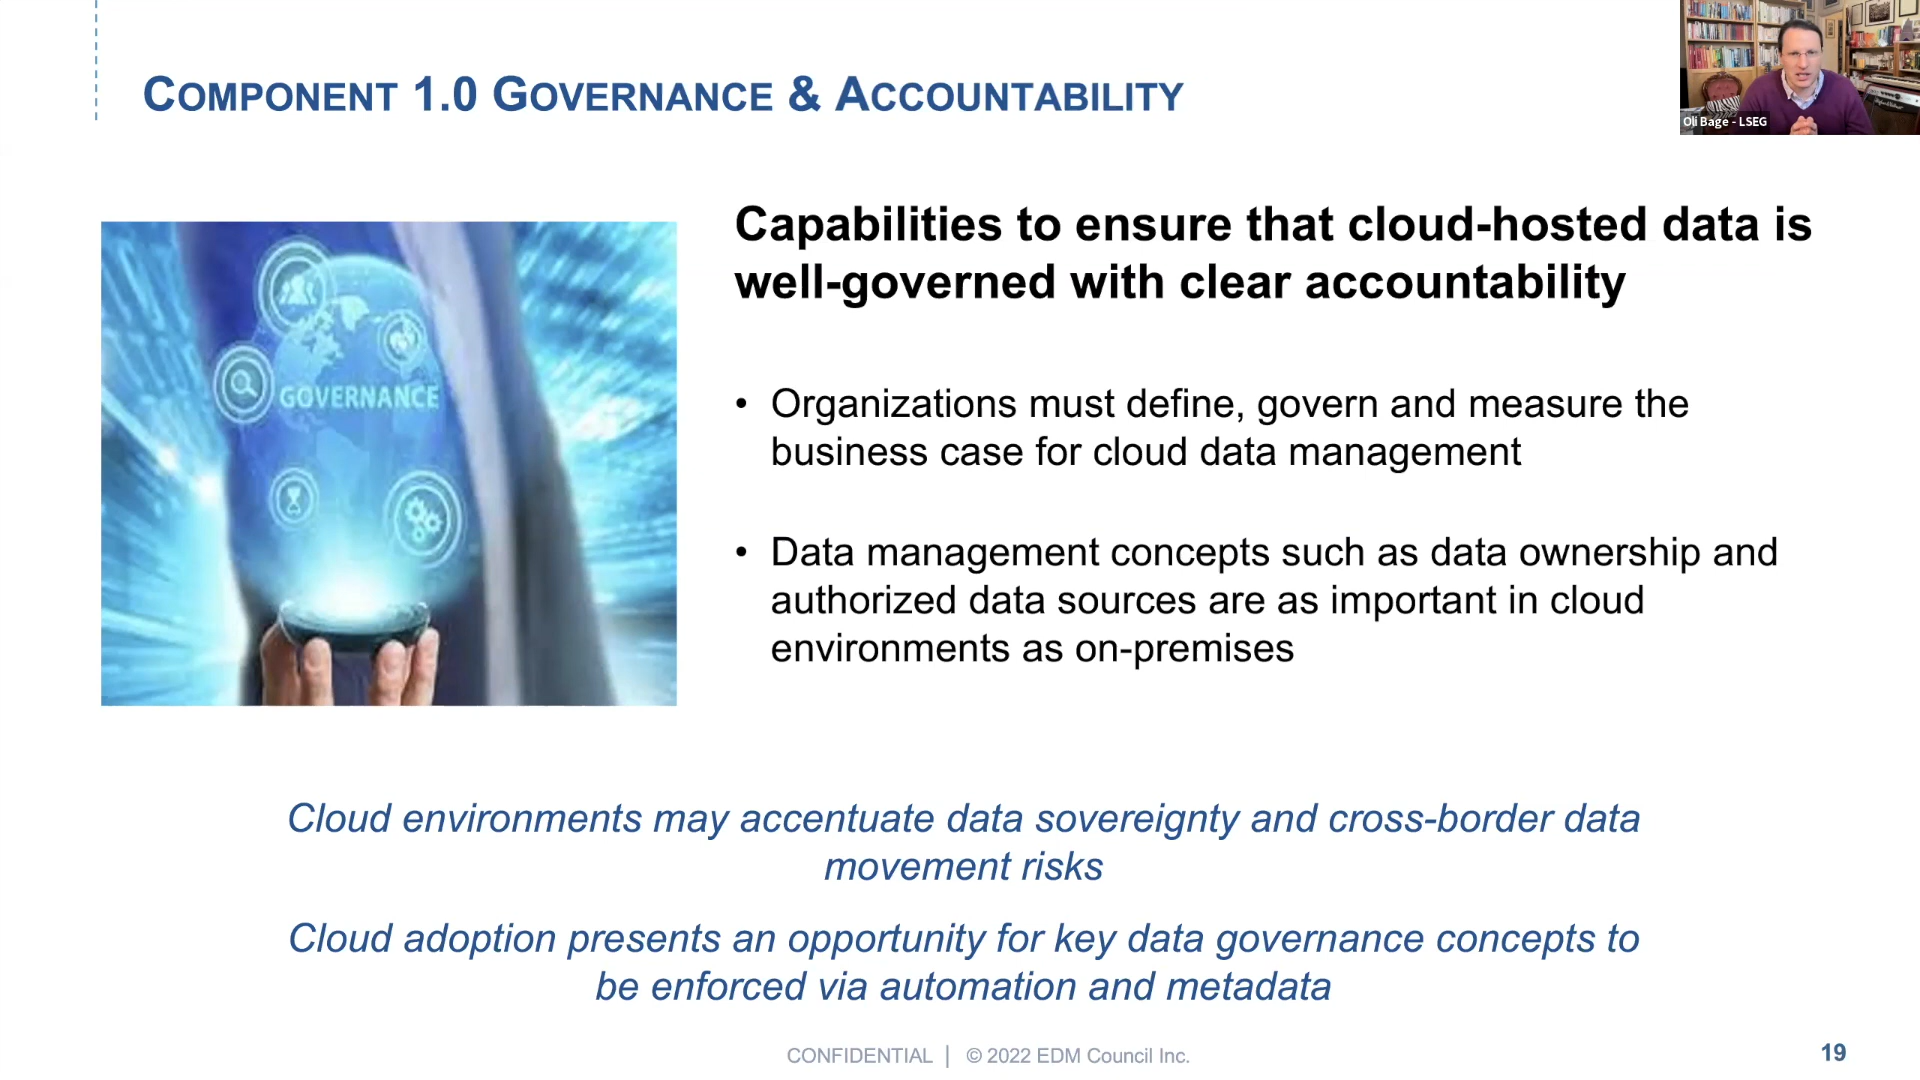 COMPONENT 1.0 GOVERNANCE & ACCOUNTABILITY
Oli Bage - LSEG
Capabilities to ensure that cloud-hosted data is
well-governed with clear accountability
GOVERNANCE
• Organizations must define, govern and measure the
business case for cloud data management
• Data management concepts such as data ownership and
authorized data sources are as important in cloud
environments as on-premises
Cloud environments may accentuate data sovereignty and cross-border data
movement risks
Cloud adoption presents an opportunity for key data governance concepts to
be enforced via automation and metadata
CONFIDENTIAL | © 2022 EDM Council Inc.
19